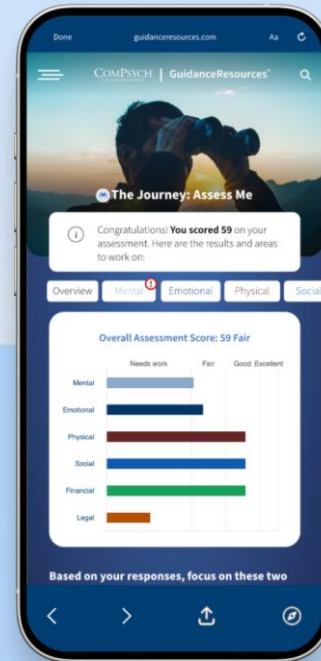 Done guidanceresources.com Aa
COMPSYCH® | GuidanceResources®
The Journey: Assess Me
i Congratulations! You scored 59 on your
assessment. Here are the results and areas
to work on:
Overview Mental ! Emotional Physical Social
Overall Assessment Score: 59 Fair
Needs work Fair Good Excellent
Mental
Emotional
Physical
Social
Financial
Legal
Based on your responses, focus on these two